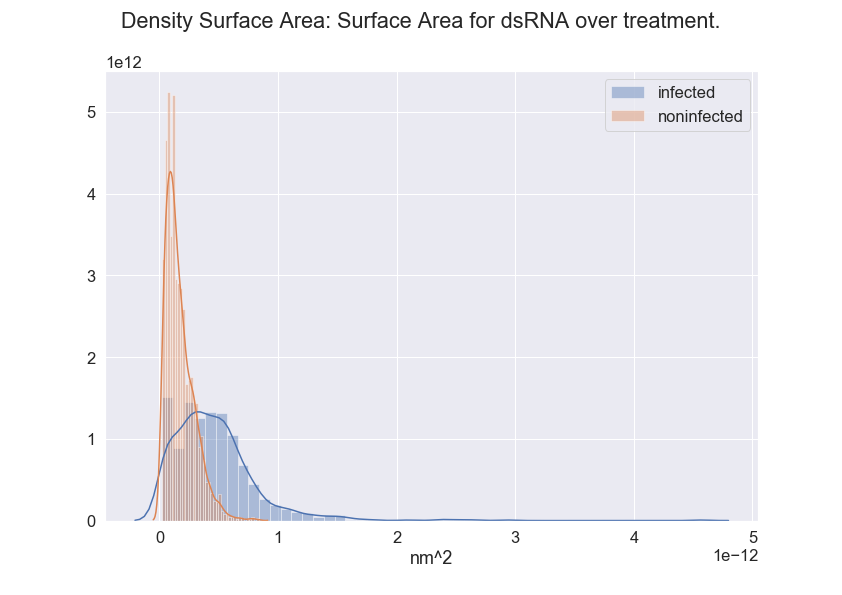 Density Surface Area: Surface Area for dsRNA over treatment.
1e12
infected
noninfected
5
4
3
2
1
0
0 1 2 3 4 5
nm^2
1e−12